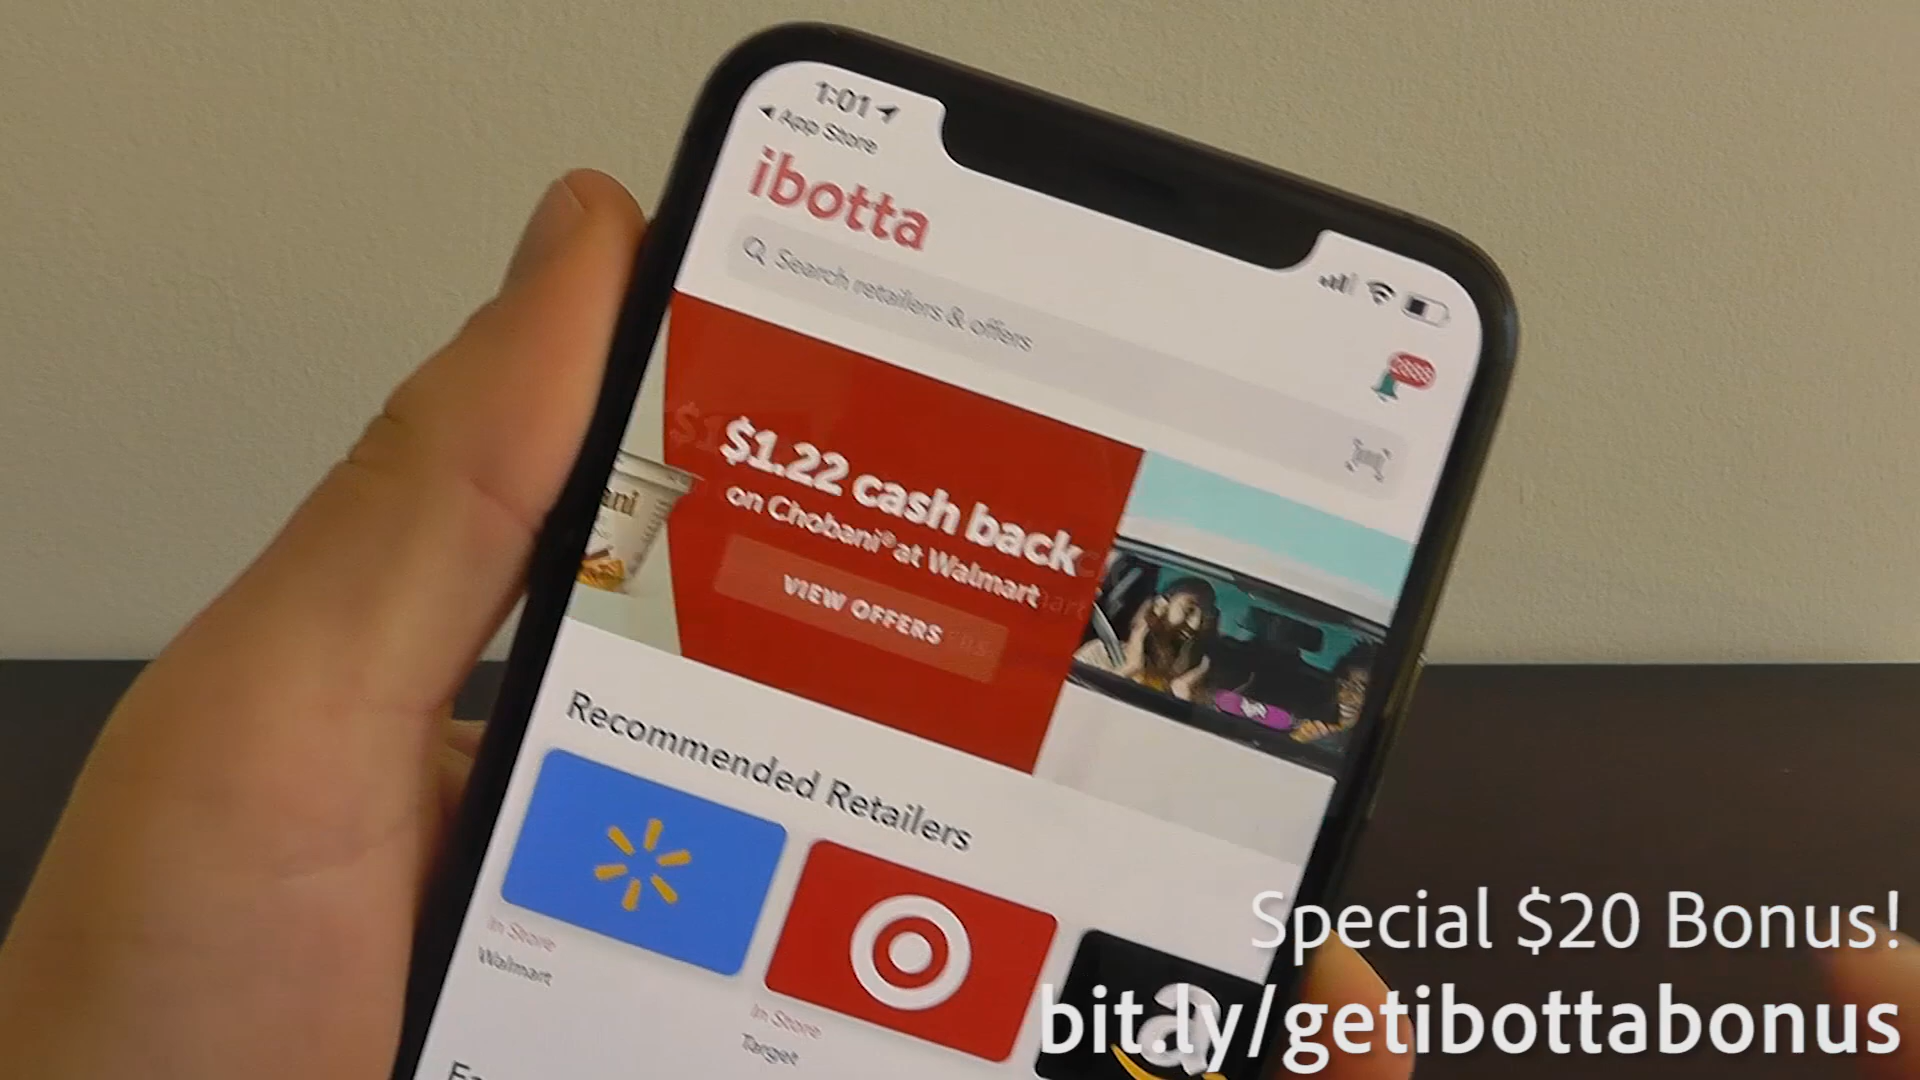 1:01
◀ App Store
ibotta
Search retailers & offers
$1.22 cash back
on Chobani® at Walmart
VIEW OFFERS
Recommended Retailers
In Store
Walmart
In Store
Target
Special $20 Bonus!
bit.ly/getibottabonus